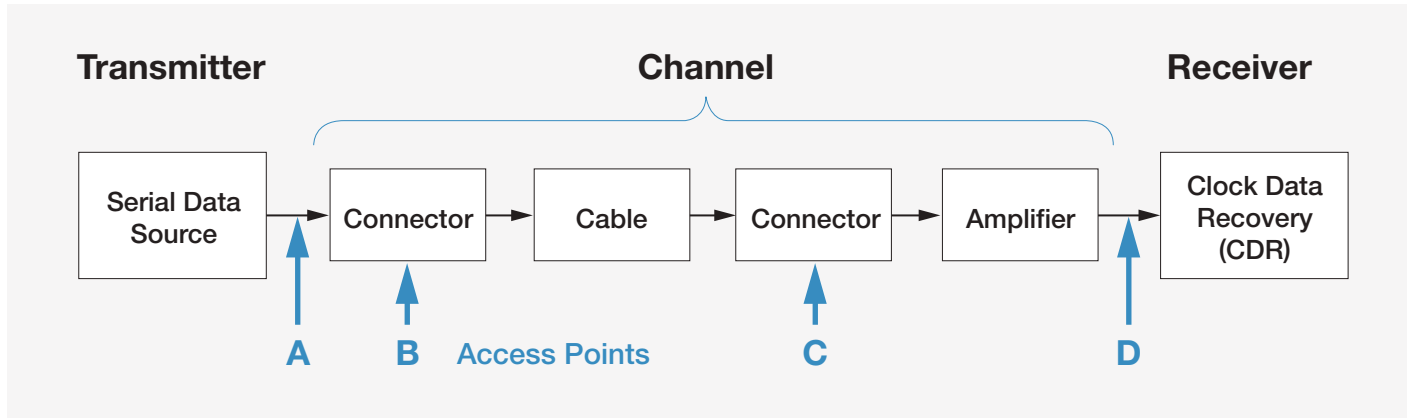 Transmitter
Channel
Receiver
Serial Data
Source
Connector
Cable
Connector
Amplifier
Clock Data
Recovery
(CDR)
A
B
Access Points
C
D